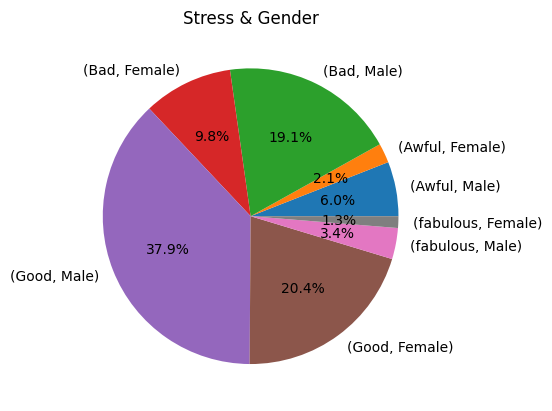 Stress & Gender
(Bad, Female)
(Bad, Male)
9.8%
19.1%
(Awful, Female)
2.1%
(Awful, Male)
6.0%
1.3%
(fabulous, Female)
3.4%
(fabulous, Male)
37.9%
(Good, Male)
20.4%
(Good, Female)